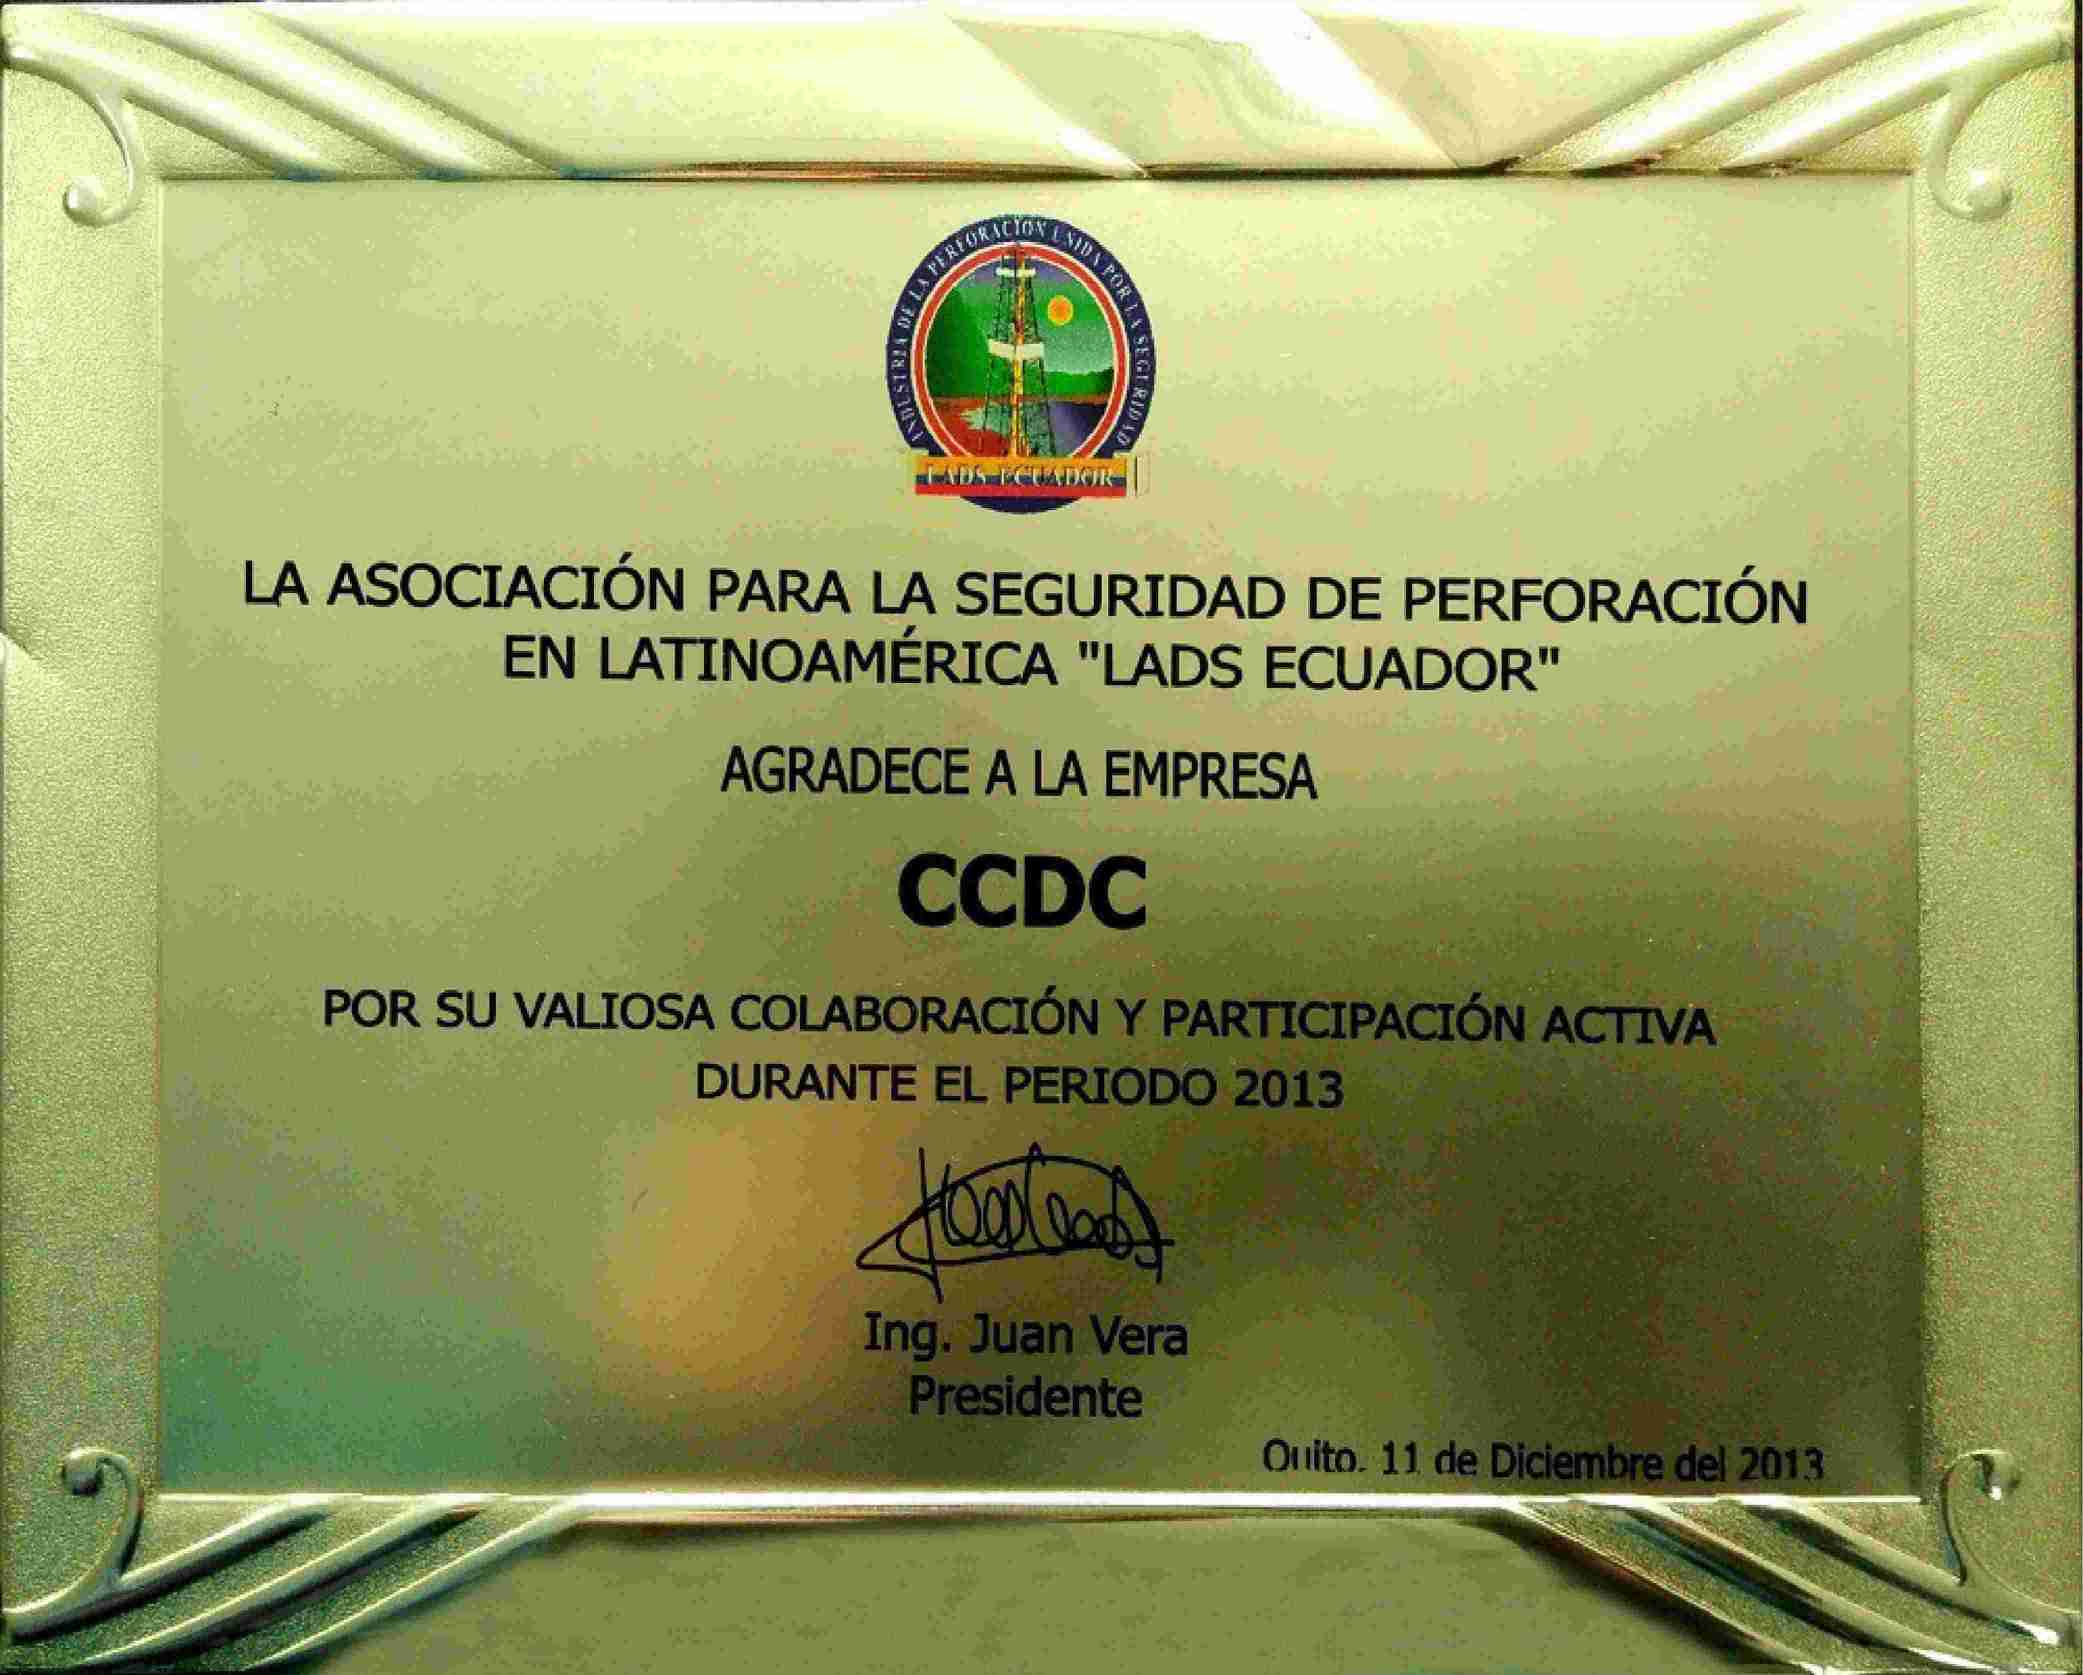 INDUSTRIA DE LA PERFORACIÓN UNIDA POR LA SEGURIDAD
LADS ECUADOR
LA ASOCIACIÓN PARA LA SEGURIDAD DE PERFORACIÓN
EN LATINOAMÉRICA "LADS ECUADOR"
AGRADECE A LA EMPRESA
CCDC
POR SU VALIOSA COLABORACIÓN Y PARTICIPACIÓN ACTIVA
DURANTE EL PERIODO 2013
Ing. Juan Vera
Presidente
Quito. 11 de Diciembre del 2013